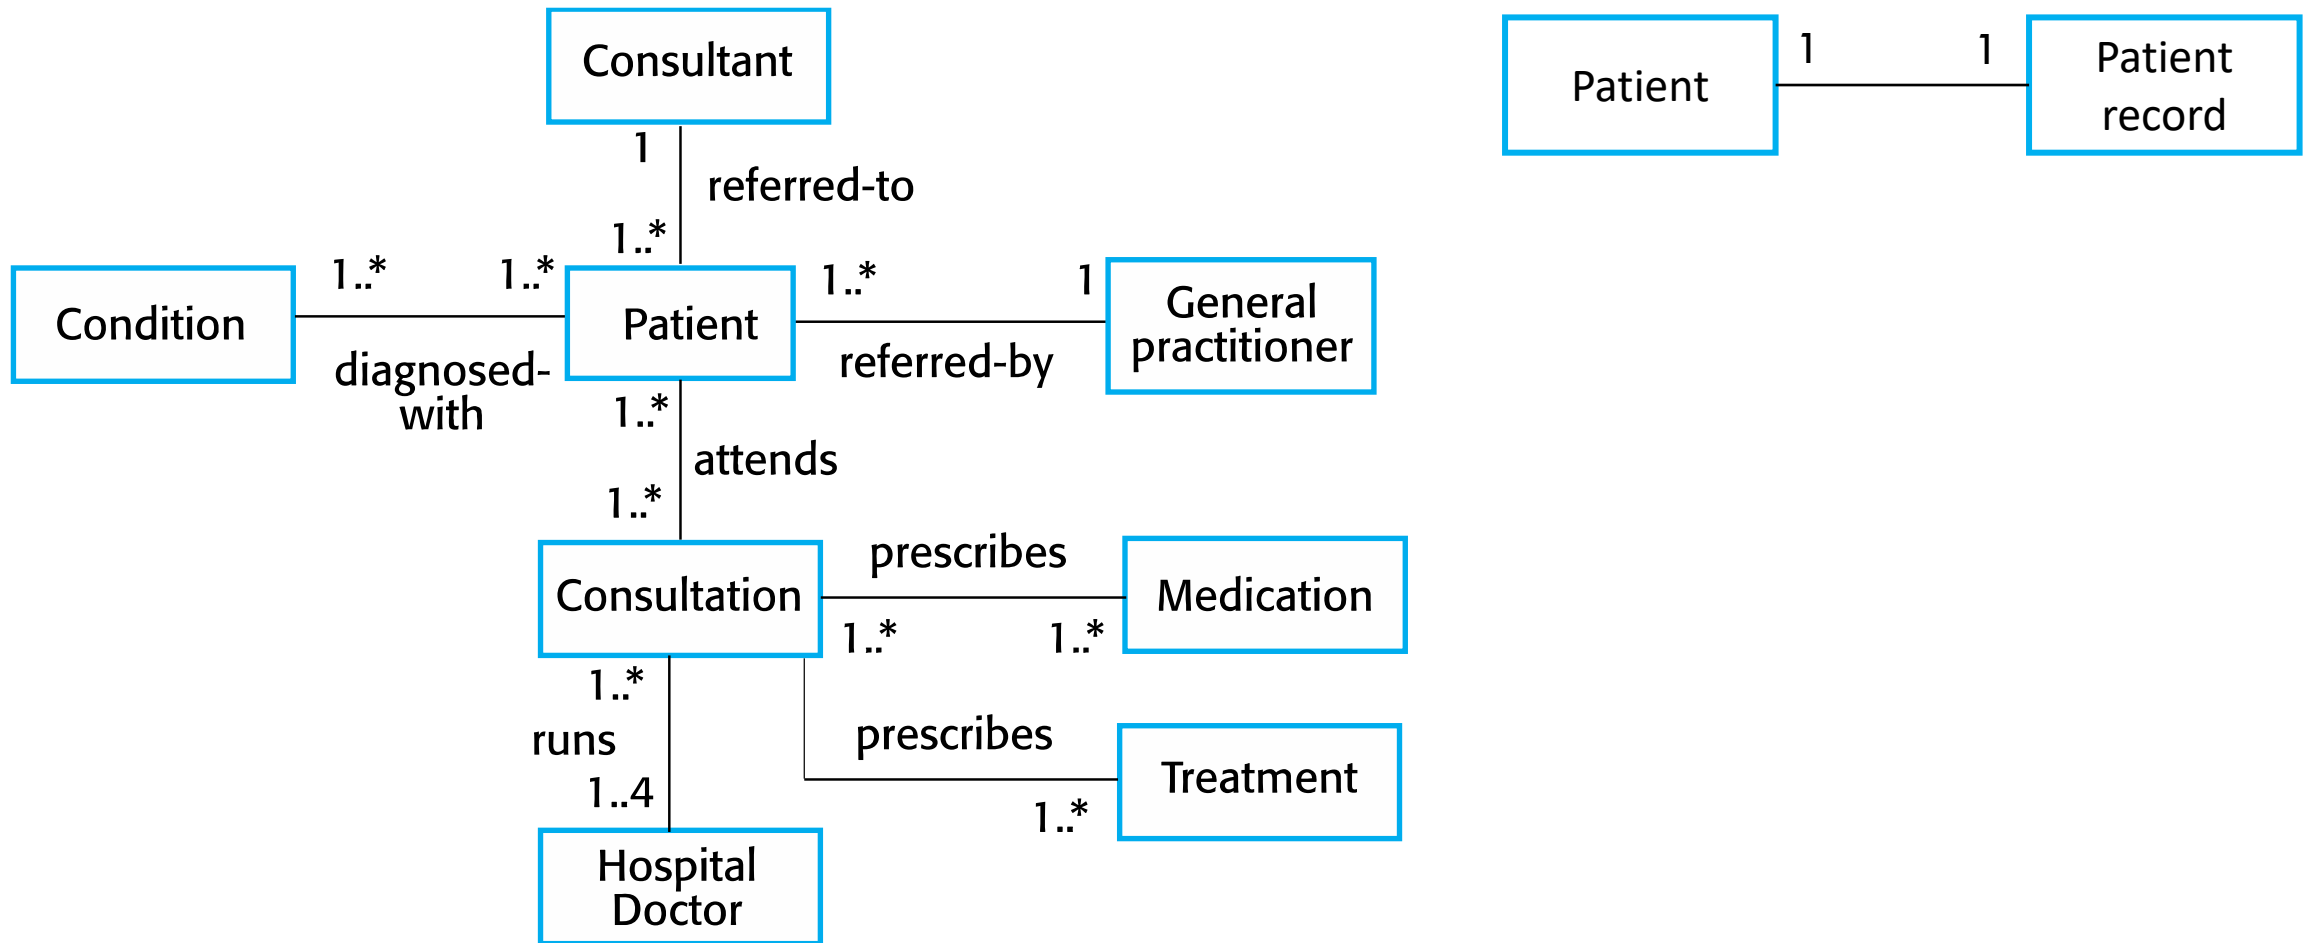 Consultant
1
referred-to
1..*
Condition
1..*
1..*
diagnosed-
with
Patient
1..*
1
referred-by
General
practitioner
1..*
attends
1..*
Consultation
prescribes
1..*
1..*
Medication
1..*
runs
1..4
prescribes
1..*
Treatment
Hospital
Doctor
Patient
1
1
Patient
record